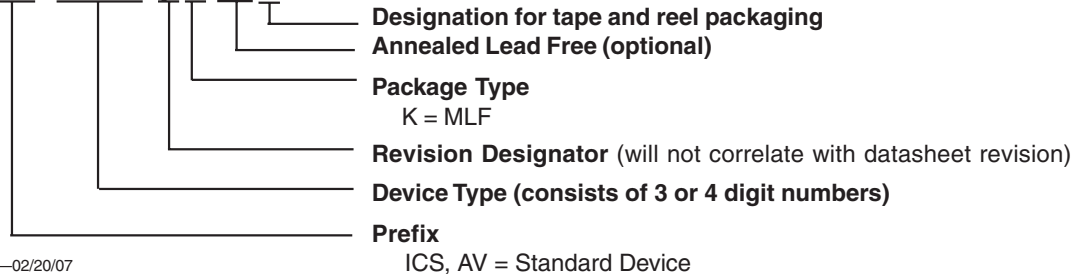 Designation for tape and reel packaging
Annealed Lead Free (optional)
Package Type
K = MLF
Revision Designator (will not correlate with datasheet revision)
Device Type (consists of 3 or 4 digit numbers)
Prefix
ICS, AV = Standard Device
—02/20/07